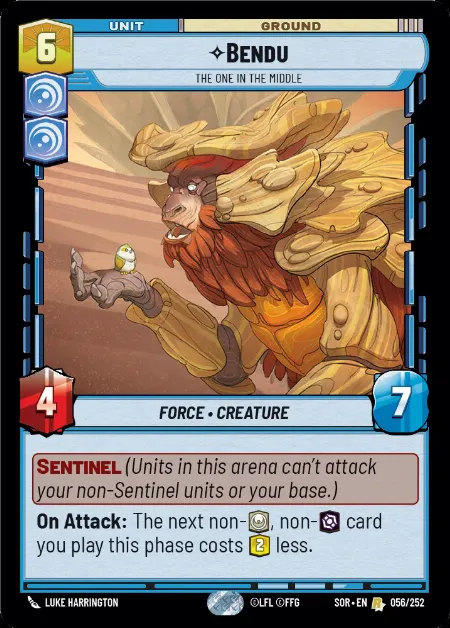 UNIT
GROUND
6
BENDU
THE ONE IN THE MIDDLE
4
7
FORCE • CREATURE
SENTINEL (Units in this arena can't attack
your non-Sentinel units or your base.)
On Attack: The next non-, non- card
you play this phase costs 2 less.
LUKE HARRINGTON
©LFL ©FFG
SOR • EN
R
056/252